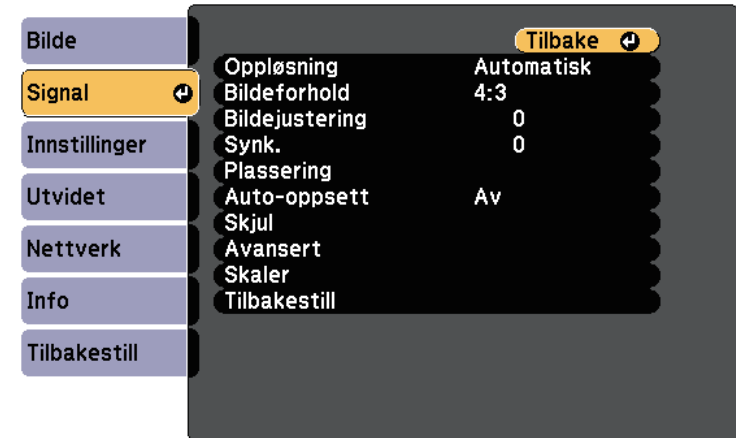 Bilde
Signal
Innstillinger
Utvidet
Nettverk
Info
Tilbakestill
Tilbake
Oppløsning Automatisk
Bildeforhold 4:3
Bildejustering 0
Synk. 0
Plassering
Auto-oppsett Av
Skjul
Avansert
Skaler
Tilbakestill